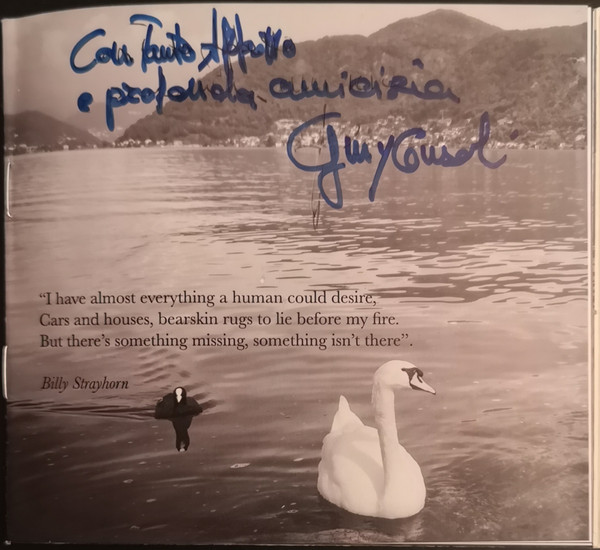 Con Tanto Affetto
e profonda amicizia
“I have almost everything a human could desire,
Cars and houses, bearskin rugs to lie before my fire.
But there’s something missing, something isn’t there”.
Billy Strayhorn